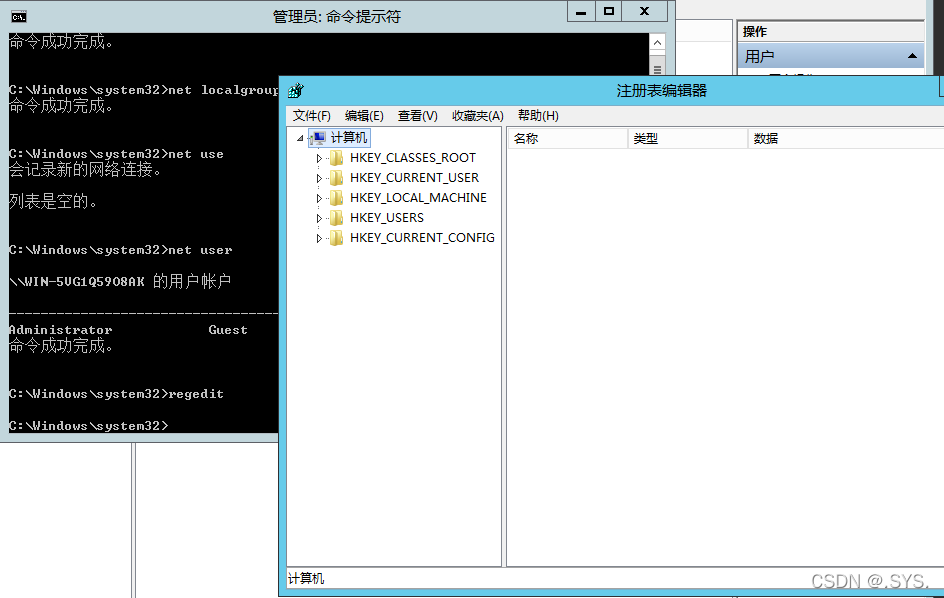 管理员: 命令提示符
命令成功完成。
C:\Windows\system32>net localgroup
命令成功完成。
C:\Windows\system32>net use
会记录新的网络连接。
列表是空的。
C:\Windows\system32>net user
\\WIN-5VG1Q59O8AK 的用户帐户
Administrator Guest
命令成功完成。
C:\Windows\system32>regedit
C:\Windows\system32>
操作
用户
注册表编辑器
文件(F) 编辑(E) 查看(V) 收藏夹(A) 帮助(H)
计算机
HKEY_CLASSES_ROOT
HKEY_CURRENT_USER
HKEY_LOCAL_MACHINE
HKEY_USERS
HKEY_CURRENT_CONFIG
名称 类型 数据
计算机
CSDN @.SYS.